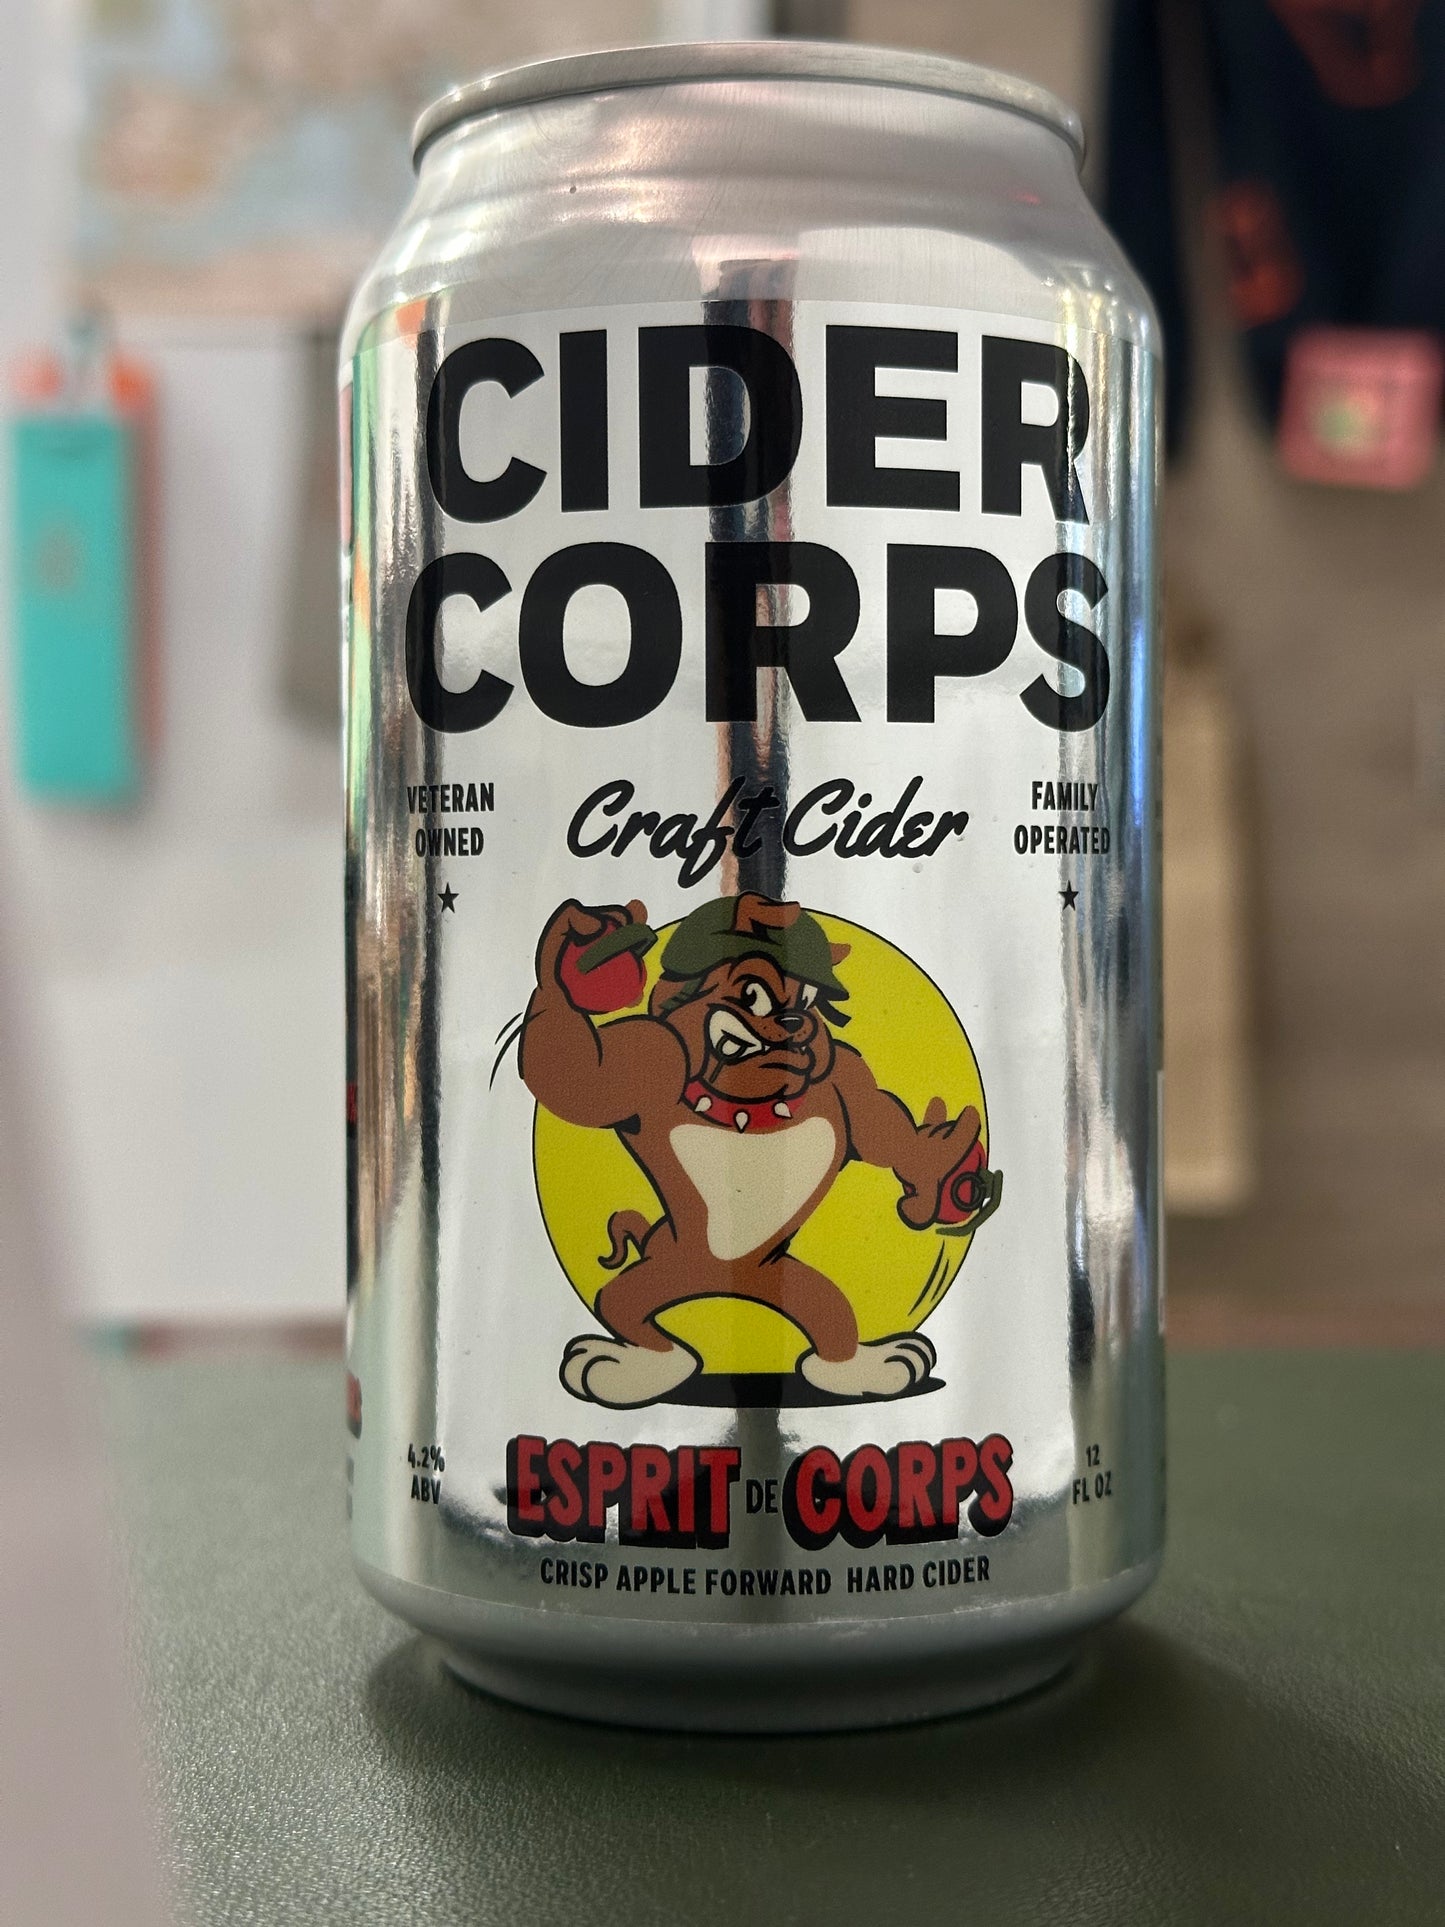 CIDER
CORPS
VETERAN
OWNED
Craft Cider
FAMILY
OPERATED
4.2%
ABV
ESPRIT DE CORPS
12
FL OZ
CRISP APPLE FORWARD HARD CIDER